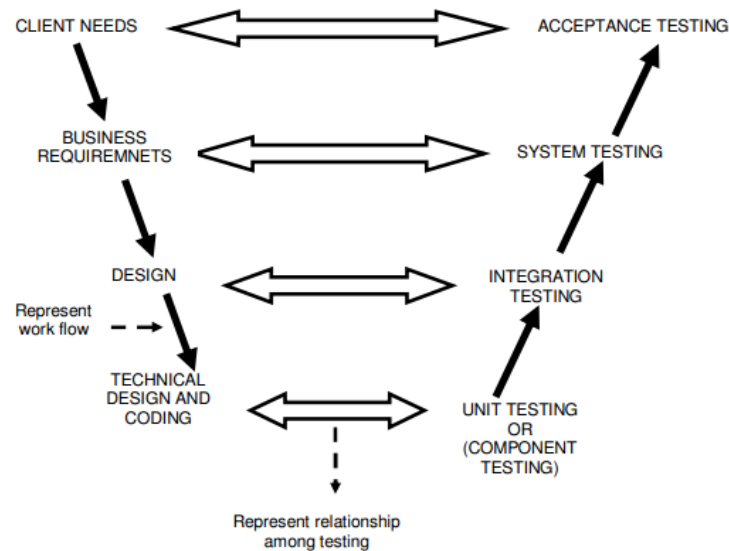 CLIENT NEEDS
ACCEPTANCE TESTING
BUSINESS
REQUIREMNETS
SYSTEM TESTING
DESIGN
INTEGRATION
TESTING
Represent
work flow
TECHNICAL
DESIGN AND
CODING
UNIT TESTING
OR
(COMPONENT
TESTING)
Represent relationship
among testing